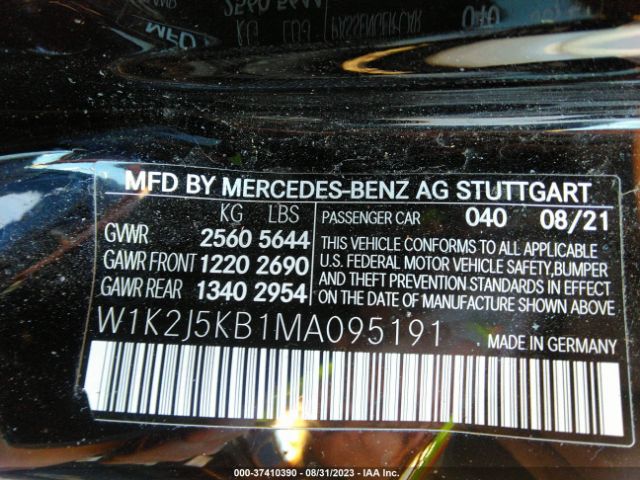 MFD BY MERCEDES-BENZ AG STUTTGART
KG LBS
GVWR 2560 5644
GAWR FRONT 1220 2690
GAWR REAR 1340 2954
PASSENGER CAR 040 08/21
THIS VEHICLE CONFORMS TO ALL APPLICABLE
U.S. FEDERAL MOTOR VEHICLE SAFETY,BUMPER
AND THEFT PREVENTION STANDARDS IN EFFECT
ON THE DATE OF MANUFACTURE SHOWN ABOVE.
W1K2J5KB1MA095191
MADE IN GERMANY
000-37410390 - 08/31/2023 - IAA Inc.